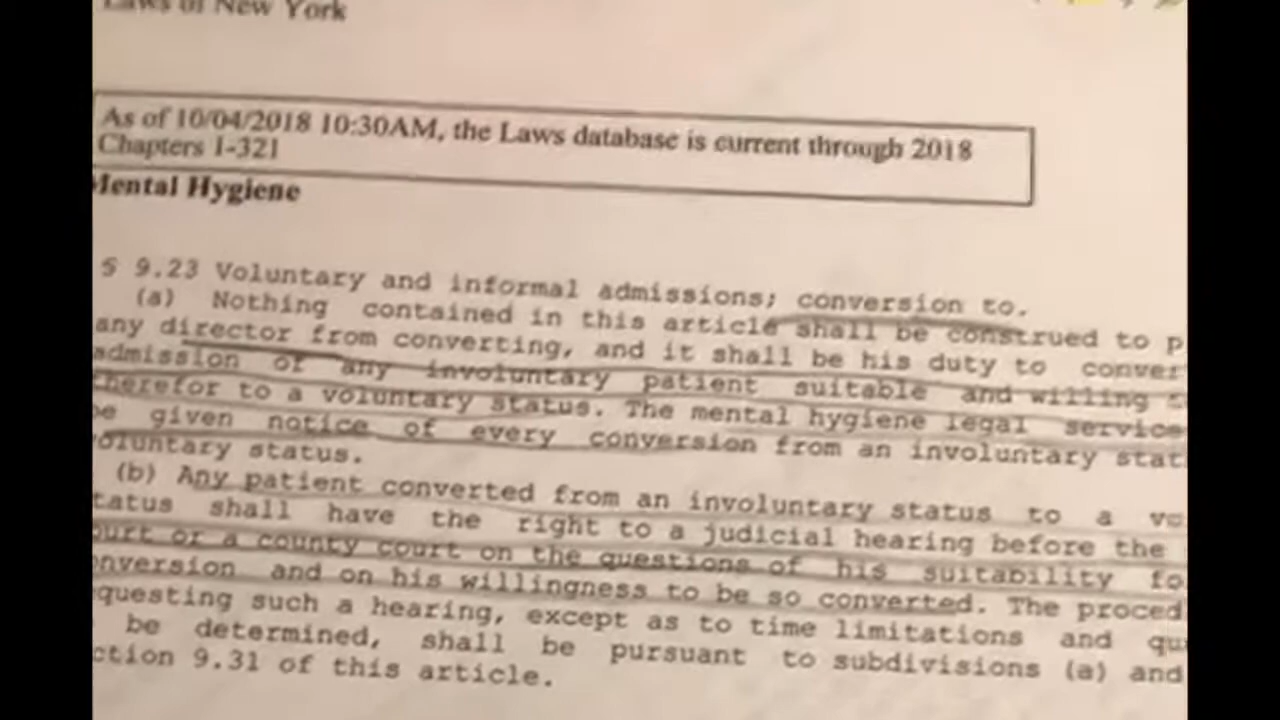 Laws of New York
As of 10/04/2018 10:30AM, the Laws database is current through 2018
Chapters 1-321
Mental Hygiene
§ 9.23 Voluntary and informal admissions; conversion to.
(a) Nothing contained in this article shall be construed to p
any director from converting, and it shall be his duty to conver
admission of any involuntary patient suitable and willing
therefor to a voluntary status. The mental hygiene legal service
be given notice of every conversion from an involuntary stat
voluntary status.
(b) Any patient converted from an involuntary status to a vo
tatus shall have the right to a judicial hearing before the
ourt or a county court on the questions of his suitability fo
onversion and on his willingness to be so converted. The proced
questing such a hearing, except as to time limitations and qu
be determined, shall be pursuant to subdivisions (a) and
ction 9.31 of this article.